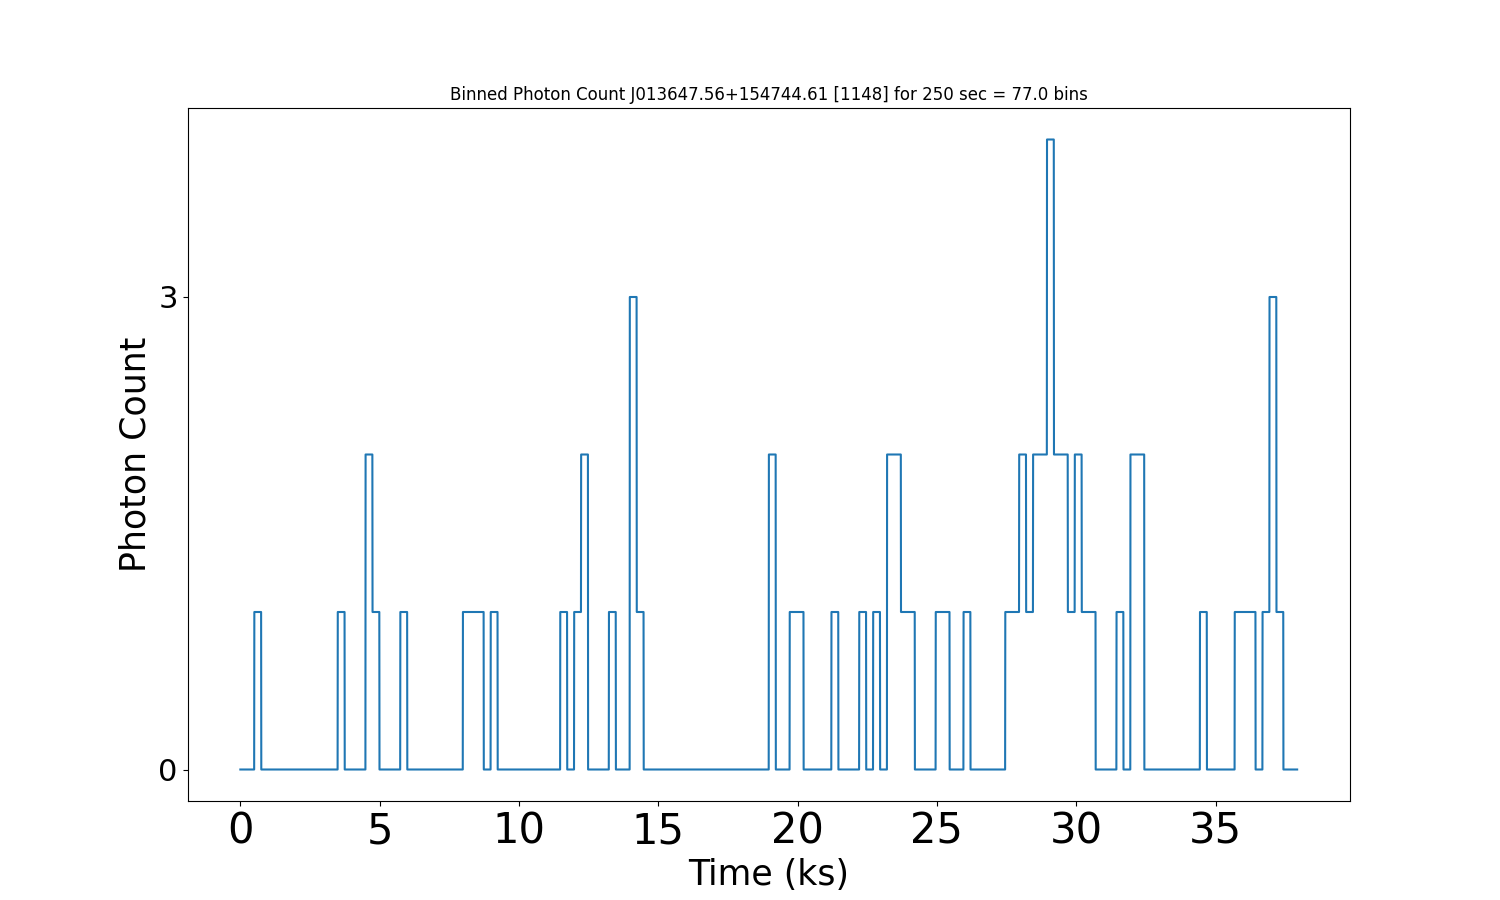 Binned Photon Count J013647.56+154744.61 [1148] for 250 sec = 77.0 bins
3
Photon Count
0
0 5 10 15 20 25 30 35
Time (ks)